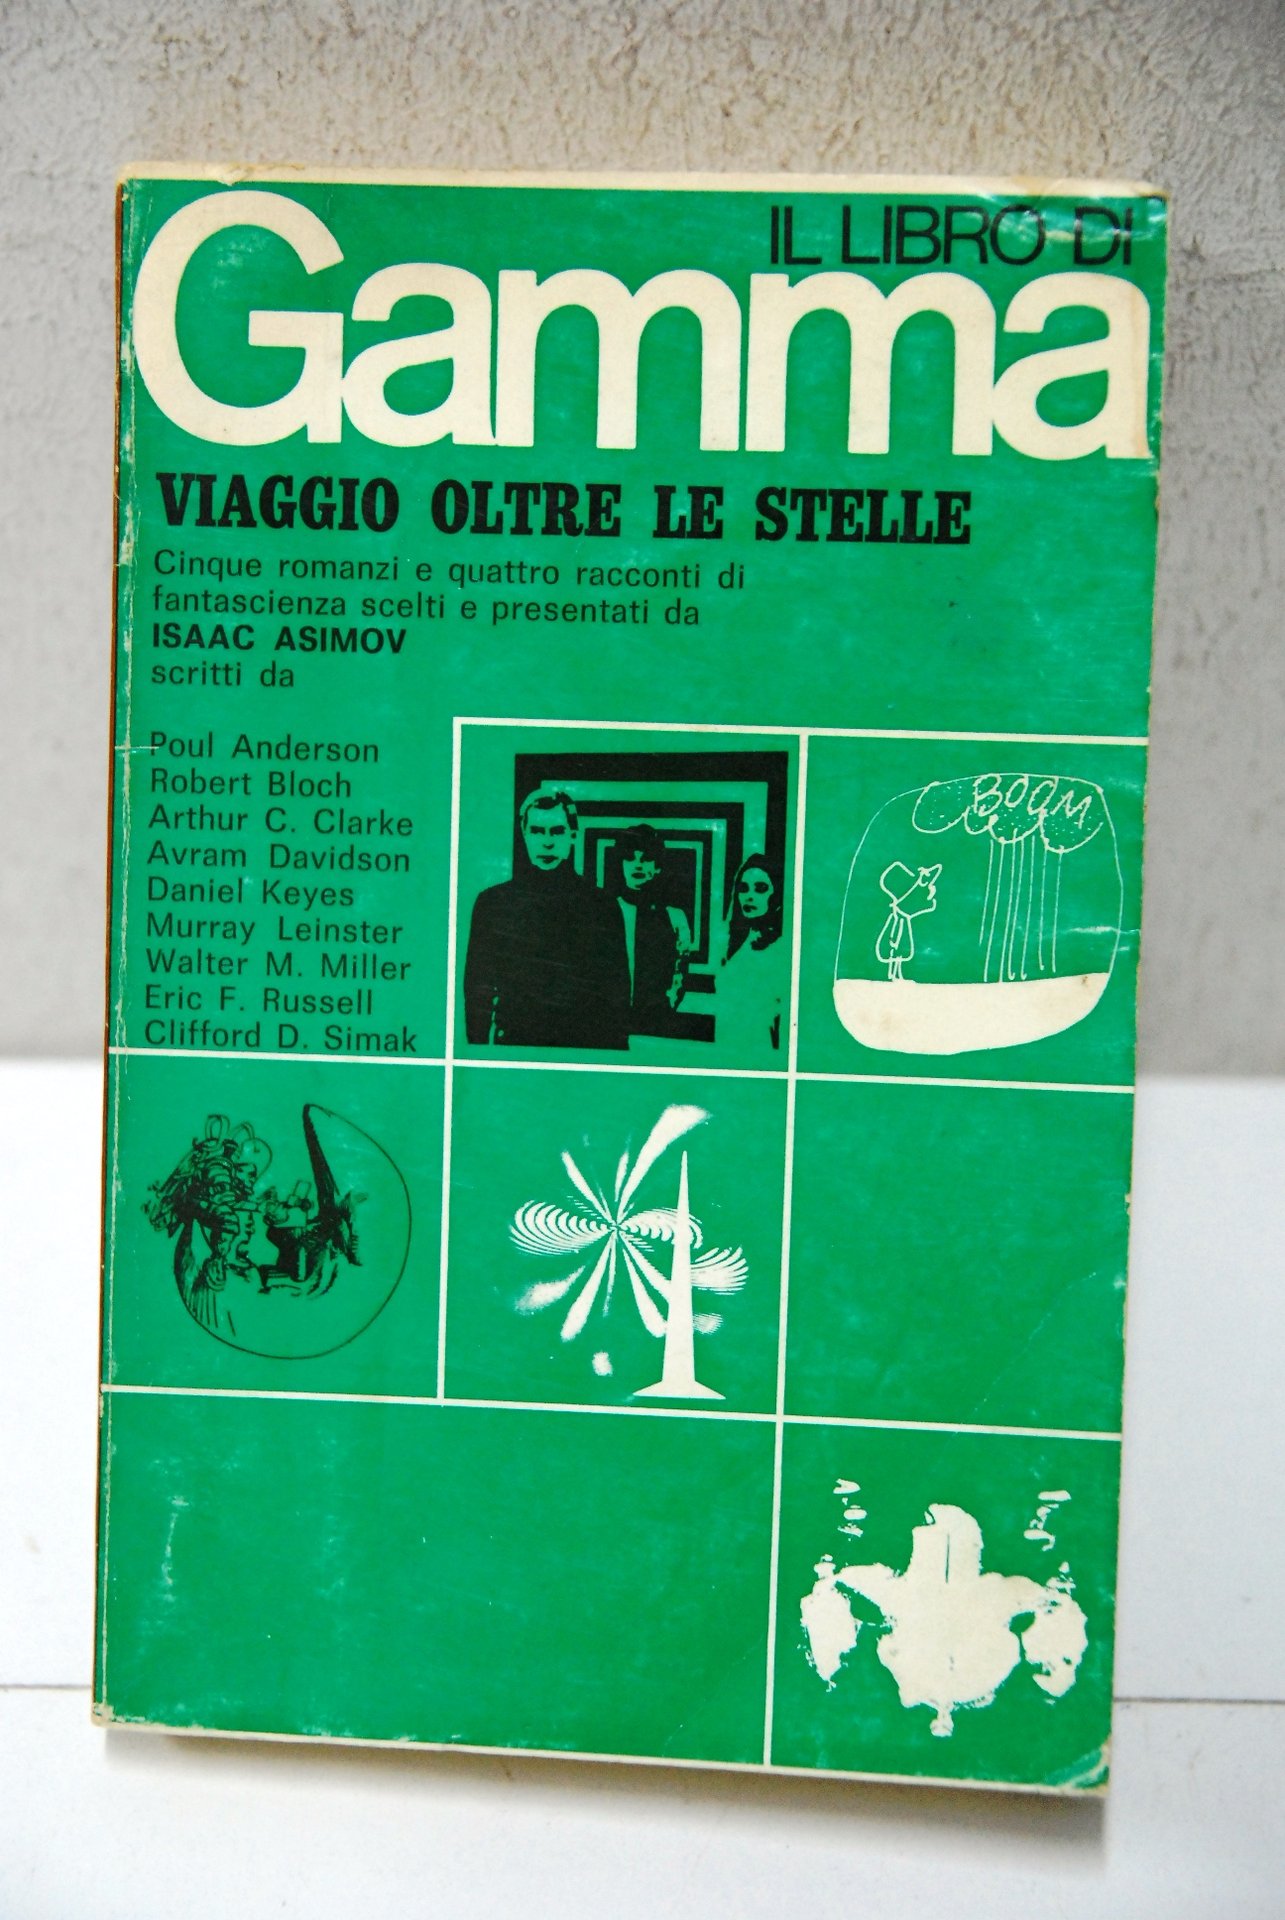 IL LIBRO DI
Gamma
VIAGGIO OLTRE LE STELLE
Cinque romanzi e quattro racconti di
fantascienza scelti e presentati da
ISAAC ASIMOV
scritti da
Poul Anderson
Robert Bloch
Arthur C. Clarke
Avram Davidson
Daniel Keyes
Murray Leinster
Walter M. Miller
Eric F. Russell
Clifford D. Simak
BOOM